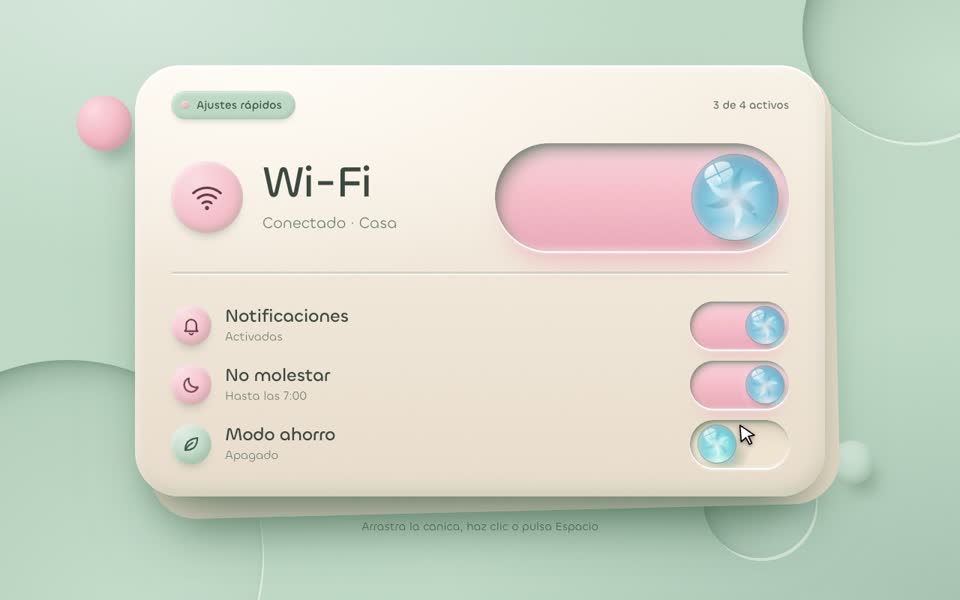 Ajustes rápidos
3 de 4 activos
Wi-Fi
Conectado · Casa
Notificaciones
Activadas
No molestar
Hasta las 7:00
Modo ahorro
Apagado
Arrastra la canica, haz clic o pulsa Espacio